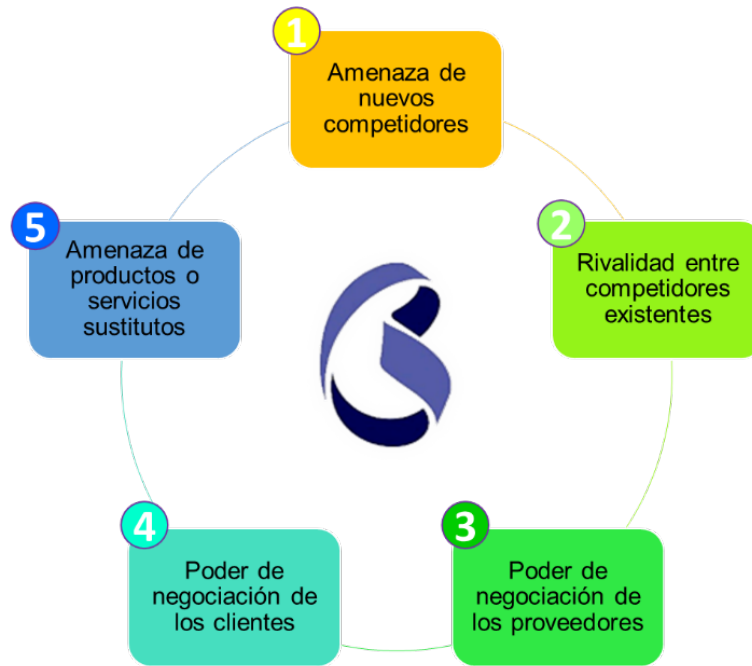 1
Amenaza de
nuevos
competidores
2
Rivalidad entre
competidores
existentes
3
Poder de
negociación de
los proveedores
4
Poder de
negociación de
los clientes
5
Amenaza de
productos o
servicios
sustitutos